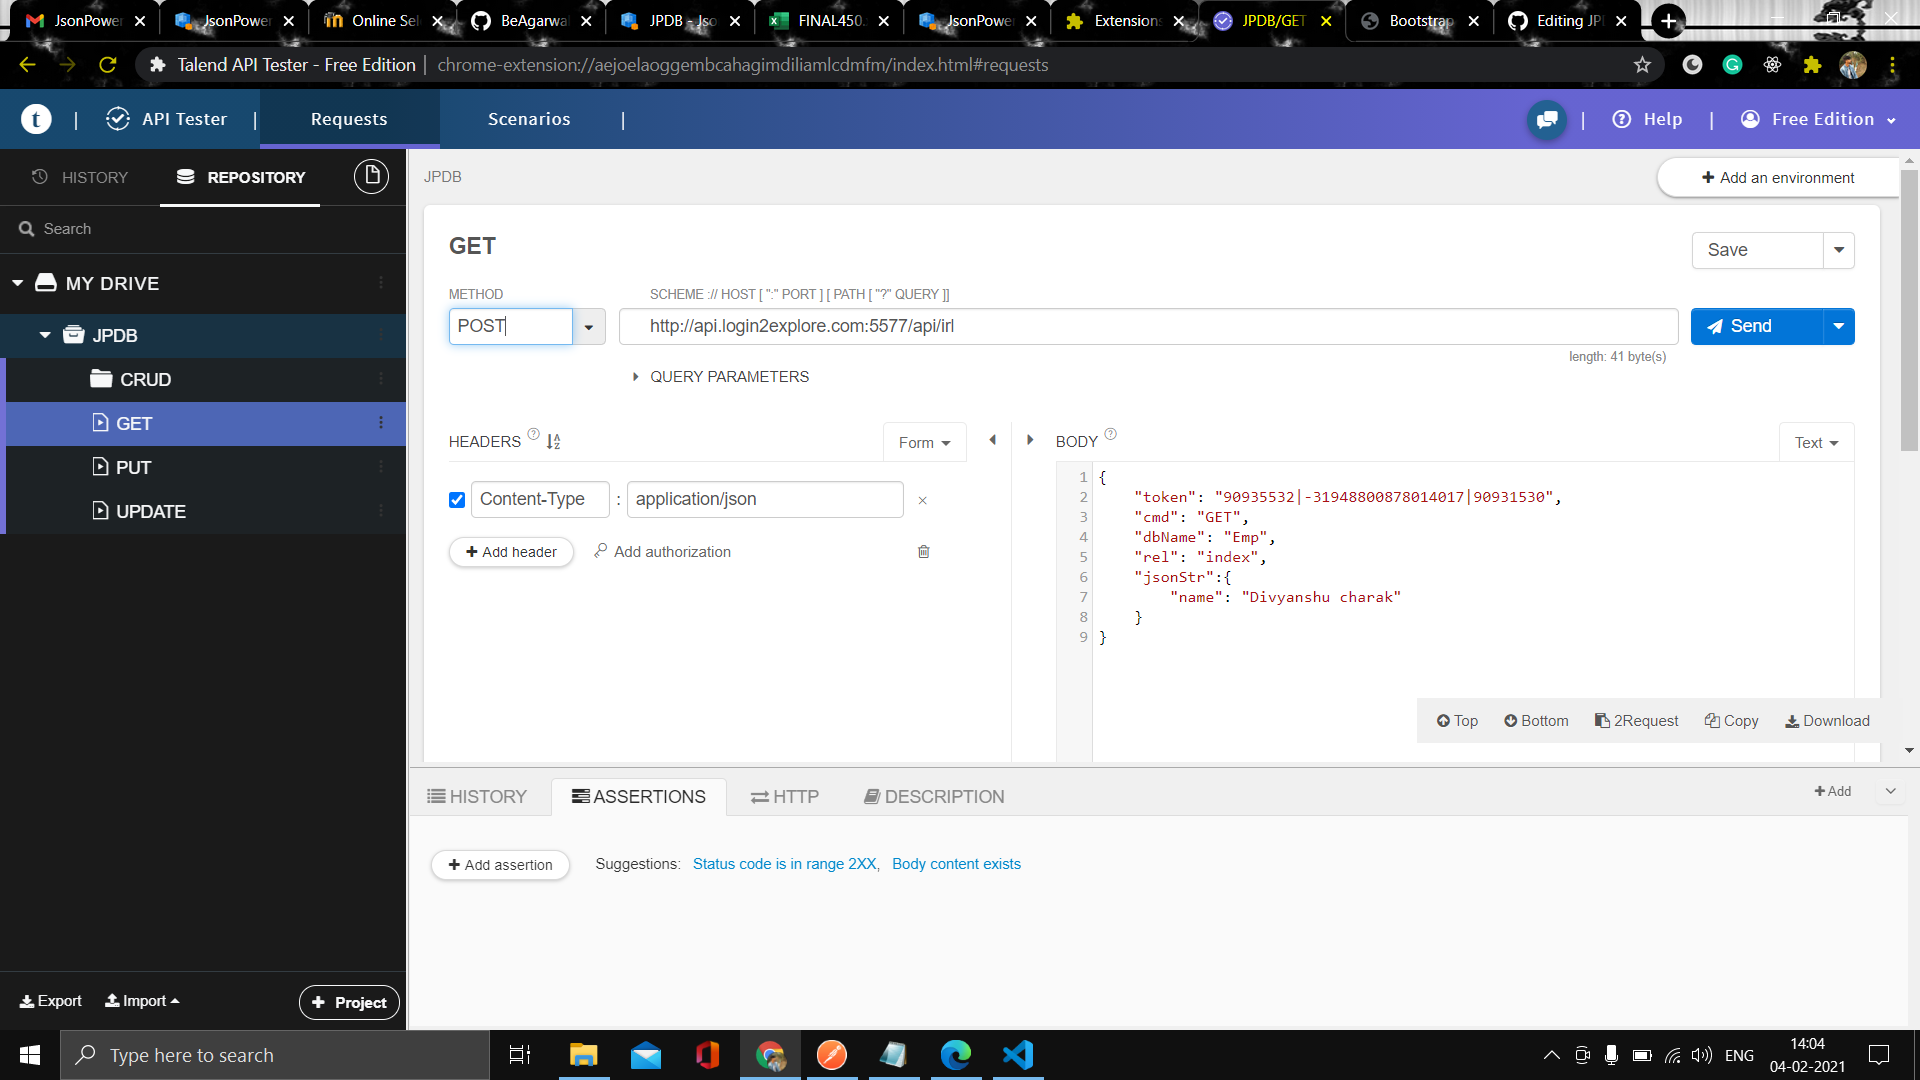 JsonPower
JsonPower
Online Sel
BeAgarwa
JPDB - Jso
FINAL450.
JsonPower
Extensions
JPDB/GET
Bootstrap
Editing JP
Talend API Tester - Free Edition | chrome-extension://aejoelaoggembcahagimdiliamlcdmfm/index.html#requests
t | API Tester | Requests Scenarios | | Help | Free Edition
HISTORY REPOSITORY
Search
MY DRIVE
JPDB
CRUD
GET
PUT
UPDATE
Export Import + Project
JPDB
+ Add an environment
GET
Save
METHOD SCHEME :// HOST [ ":" PORT ] [ PATH [ "?" QUERY ]]
POST http://api.login2explore.com:5577/api/irl Send
length: 41 byte(s)
QUERY PARAMETERS
HEADERS ? Form
Content-Type : application/json ×
+ Add header Add authorization
BODY ? Text
1 {
2 "token": "90935532|-31948800878014017|90931530",
3 "cmd": "GET",
4 "dbName": "Emp",
5 "rel": "index",
6 "jsonStr":{
7 "name": "Divyanshu charak"
8 }
9 }
Top Bottom 2Request Copy Download
HISTORY ASSERTIONS HTTP DESCRIPTION + Add
+ Add assertion Suggestions: Status code is in range 2XX, Body content exists
Type here to search
ENG
14:04
04-02-2021